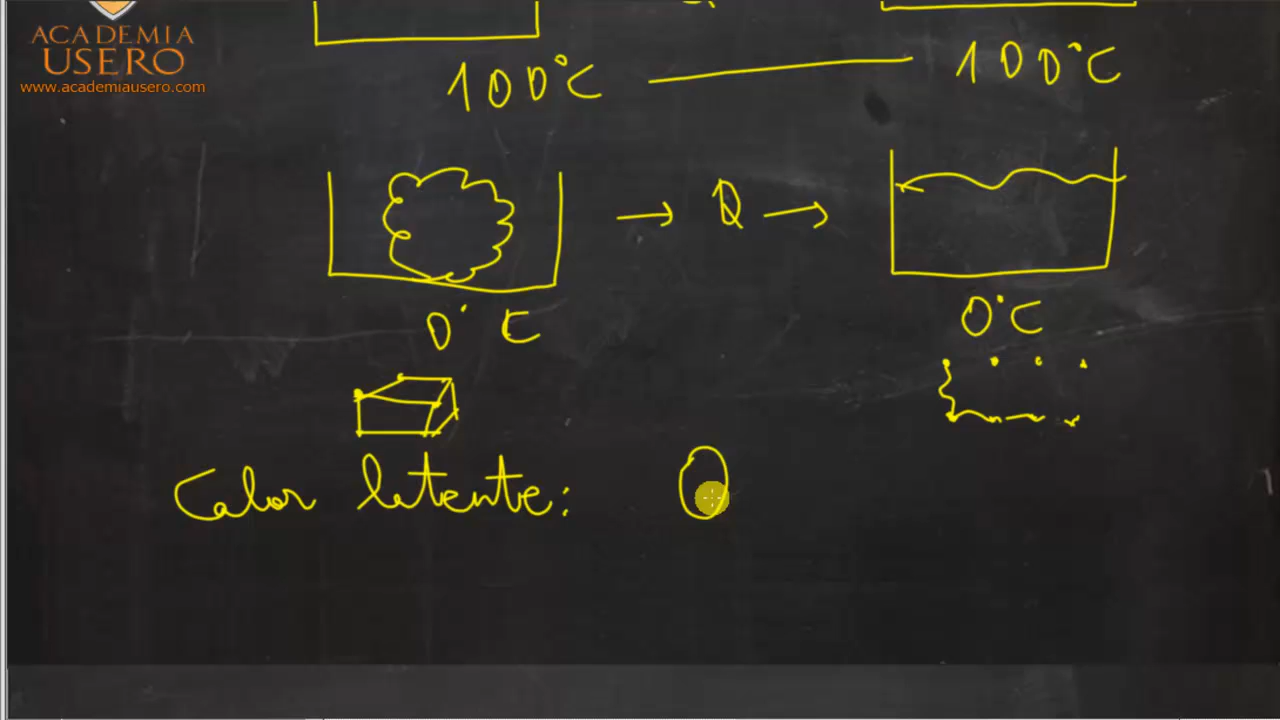 ACADEMIA
USERO
www.academiausero.com
100°C
100°C
→ Q →
0°C
0°C
Calor latente: Q